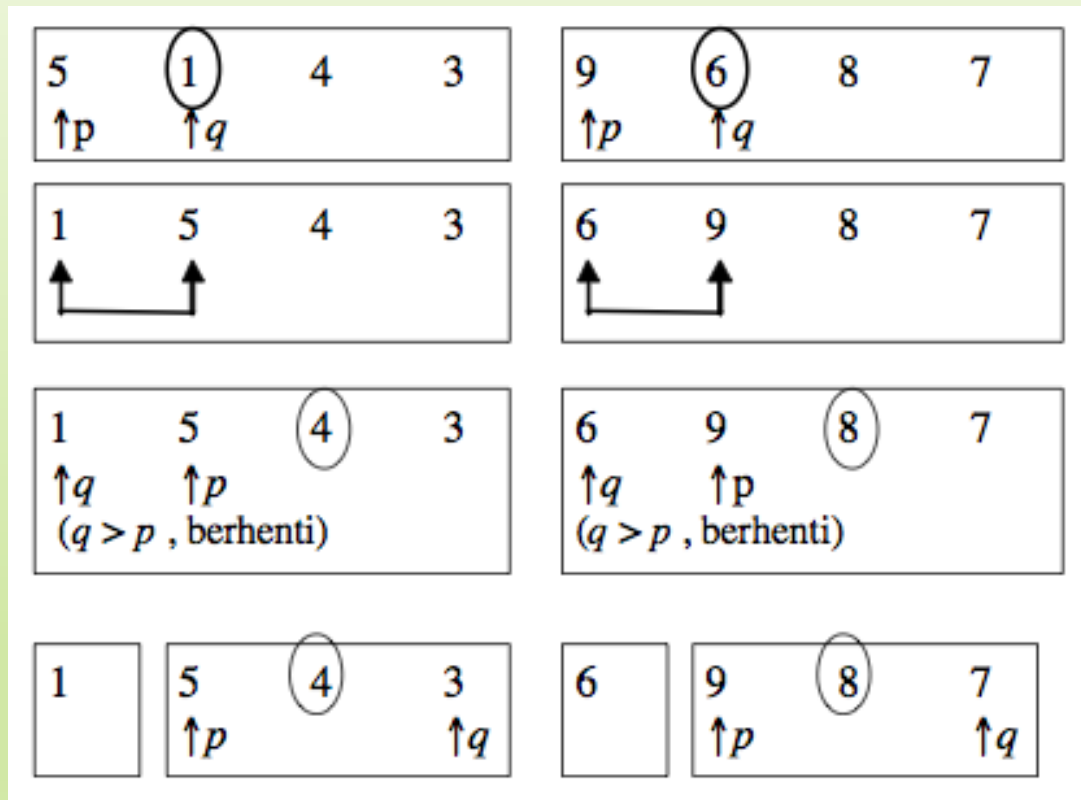 5 1 4 3
↑p ↑q
9 6 8 7
↑p ↑q
1 5 4 3
6 9 8 7
1 5 4 3
↑q ↑p
(q > p , berhenti)
6 9 8 7
↑q ↑p
(q > p , berhenti)
1 5 4 3
↑p ↑q
6 9 8 7
↑p ↑q